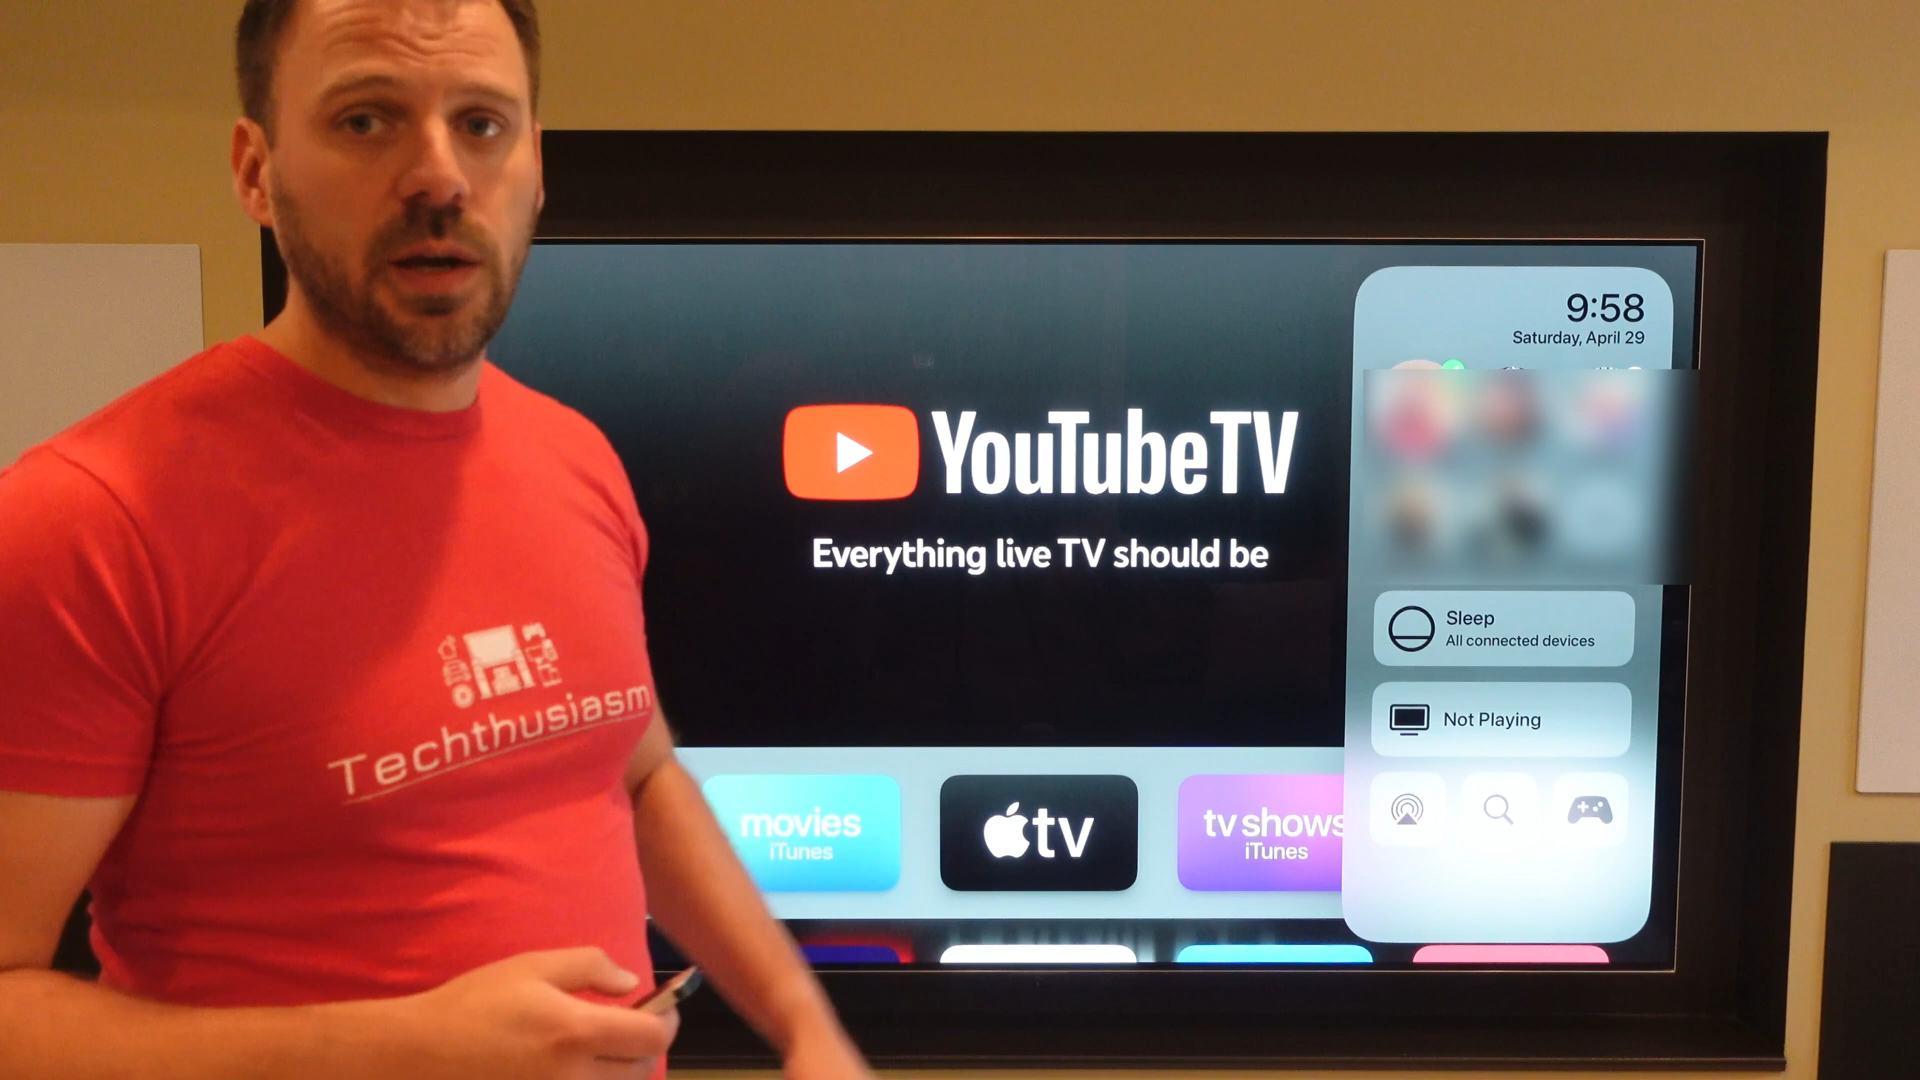 9:58
Saturday, April 29
YouTubeTV
Everything live TV should be
Sleep
All connected devices
Not Playing
Techthusiasm
movies
iTunes
tv
tv shows
iTunes